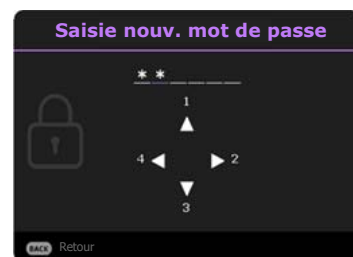 Saisie nouv. mot de passe
* * _ _ _ _
1
4 2
3
BACK Retour